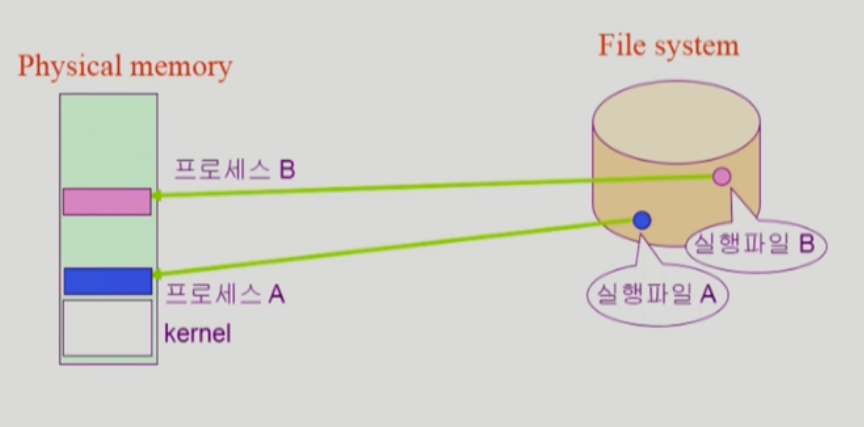 Physical memory
File system
프로세스 B
실행파일 B
프로세스 A
실행파일 A
kernel